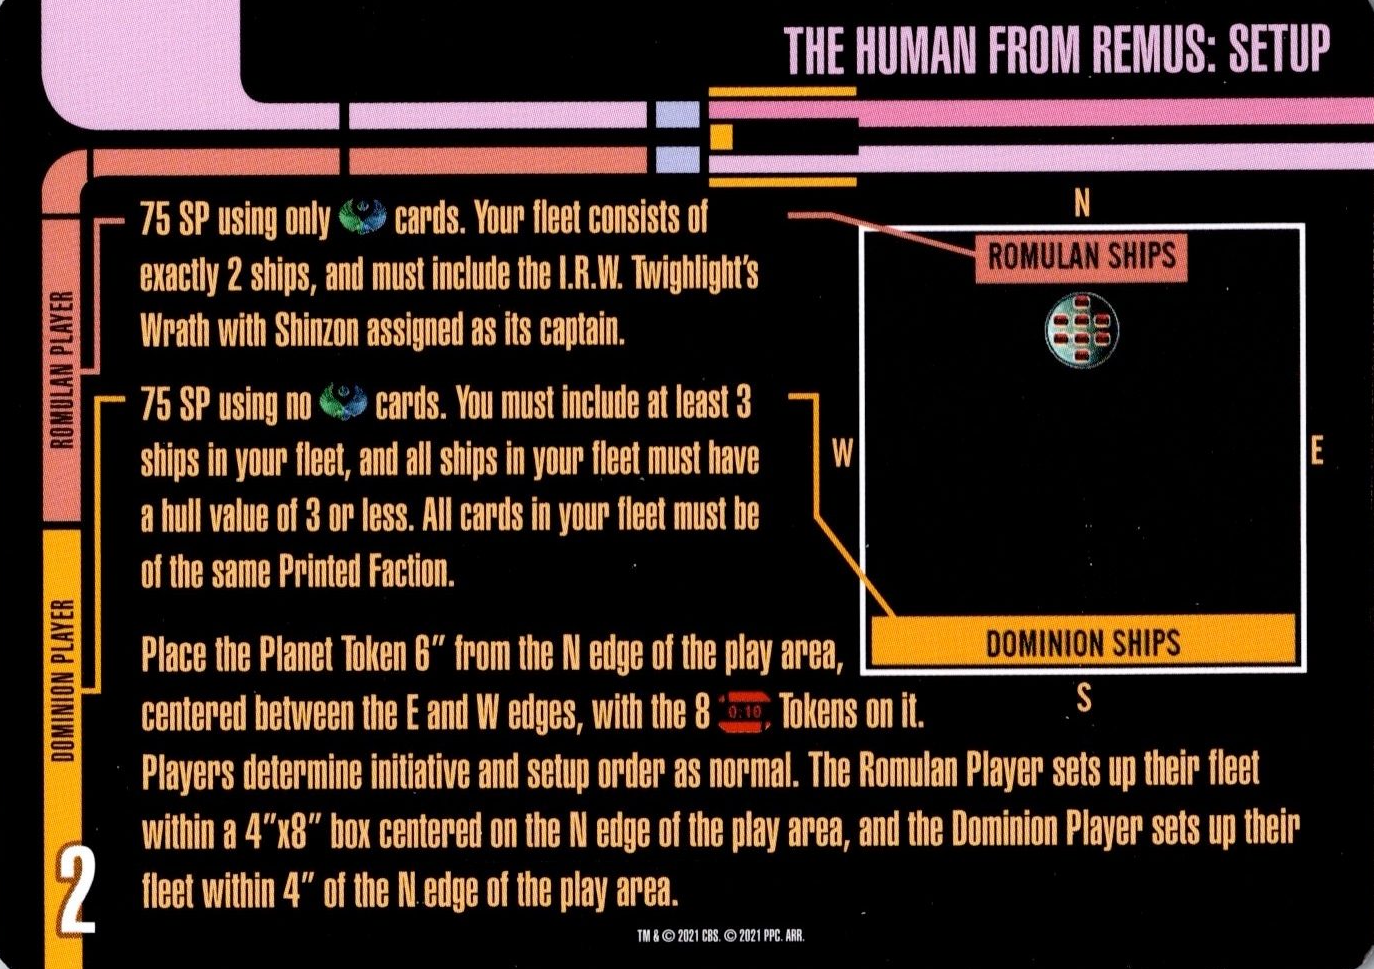 THE HUMAN FROM REMUS: SETUP
75 SP using only cards. Your fleet consists of
exactly 2 ships, and must include the I.R.W. Twighlight's
Wrath with Shinzon assigned as its captain.
ROMULAN PLAYER
75 SP using no cards. You must include at least 3
ships in your fleet, and all ships in your fleet must have
a hull value of 3 or less. All cards in your fleet must be
of the same Printed Faction.
DOMINION PLAYER
N
ROMULAN SHIPS
W
E
DOMINION SHIPS
S
Place the Planet Token 6" from the N edge of the play area,
centered between the E and W edges, with the 8 0:10 Tokens on it.
Players determine initiative and setup order as normal. The Romulan Player sets up their fleet
within a 4"x8" box centered on the N edge of the play area, and the Dominion Player sets up their
fleet within 4" of the N edge of the play area.
2
TM & © 2021 CBS. © 2021 PPC. ARR.